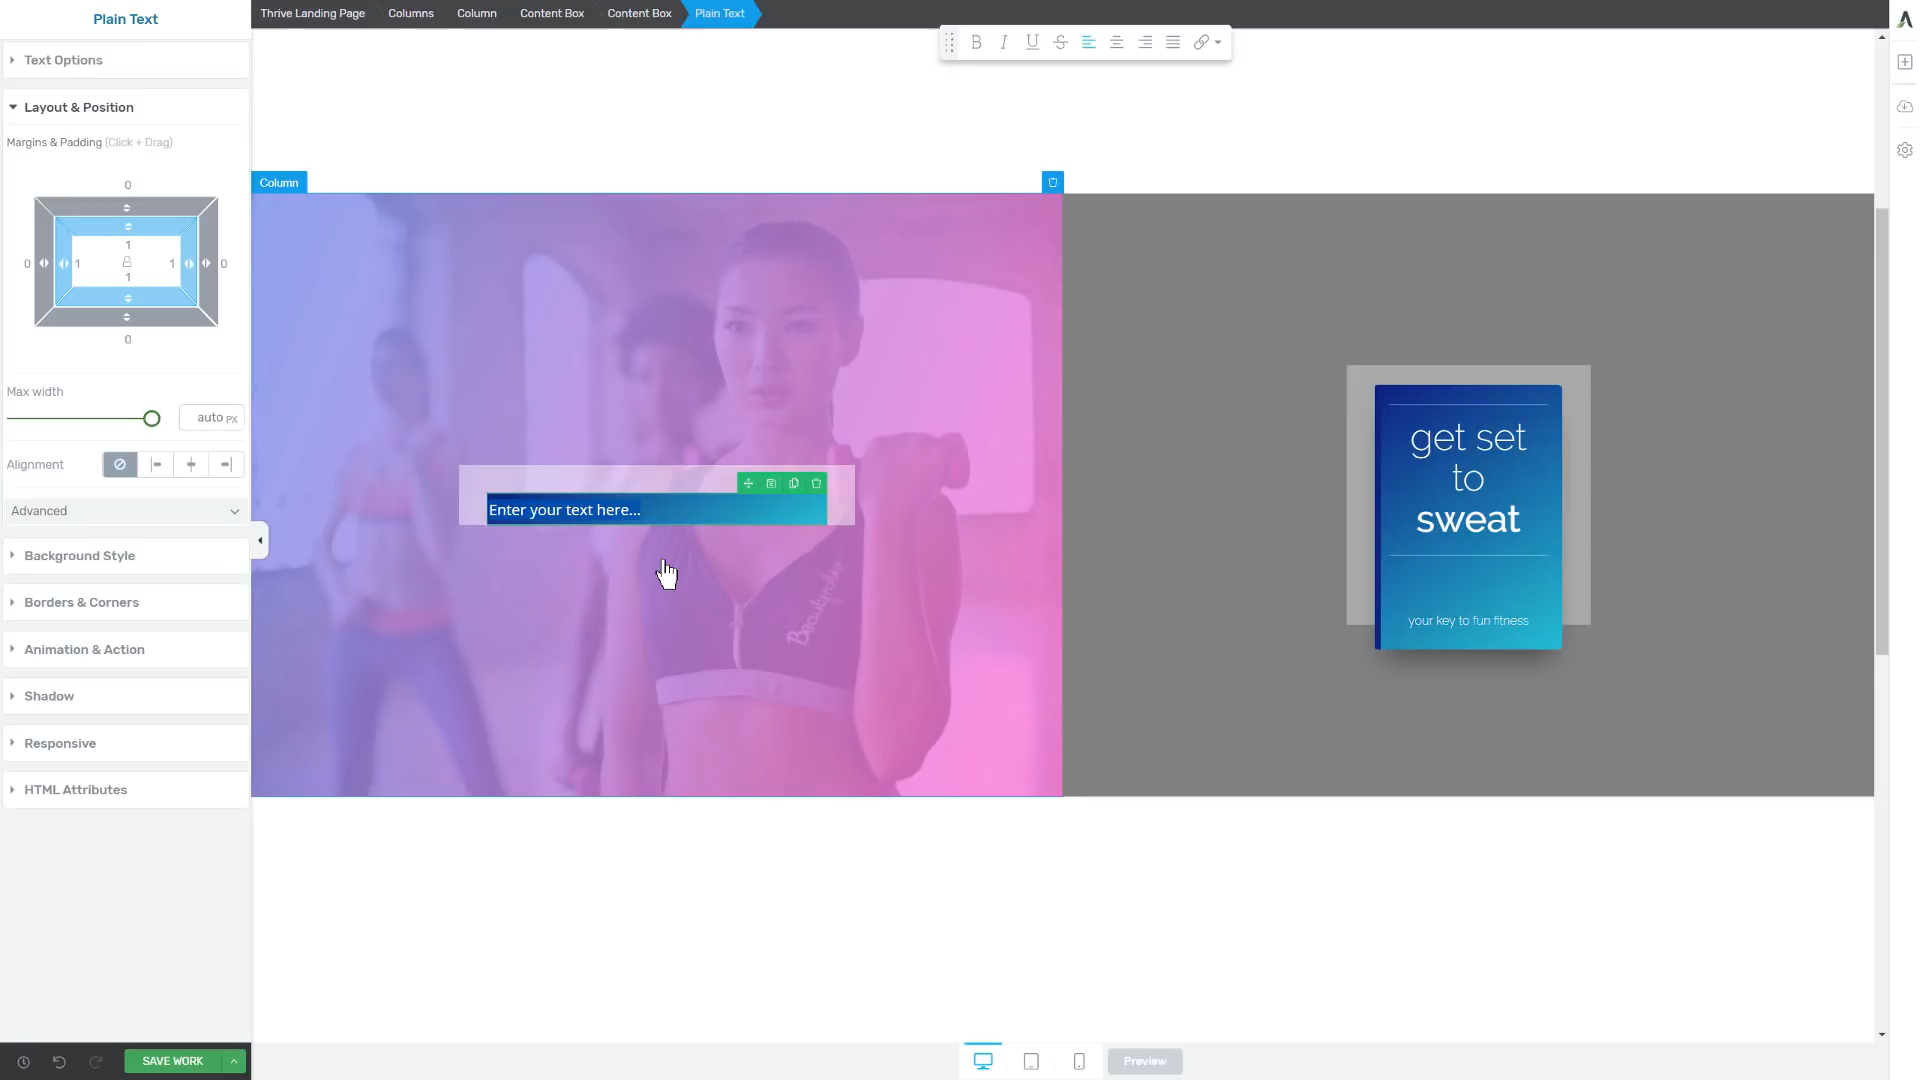 Plain Text
Thrive Landing Page
Columns
Column
Content Box
Content Box
Plain Text
Text Options
Layout & Position
Margins & Padding (Click + Drag)
0
1
0
1
1
0
1
0
Max width
auto PX
Alignment
Advanced
Background Style
Borders & Corners
Animation & Action
Shadow
Responsive
HTML Attributes
SAVE WORK
Column
Enter your text here...
Beautyrobic
get set
to
sweat
your key to fun fitness
Preview